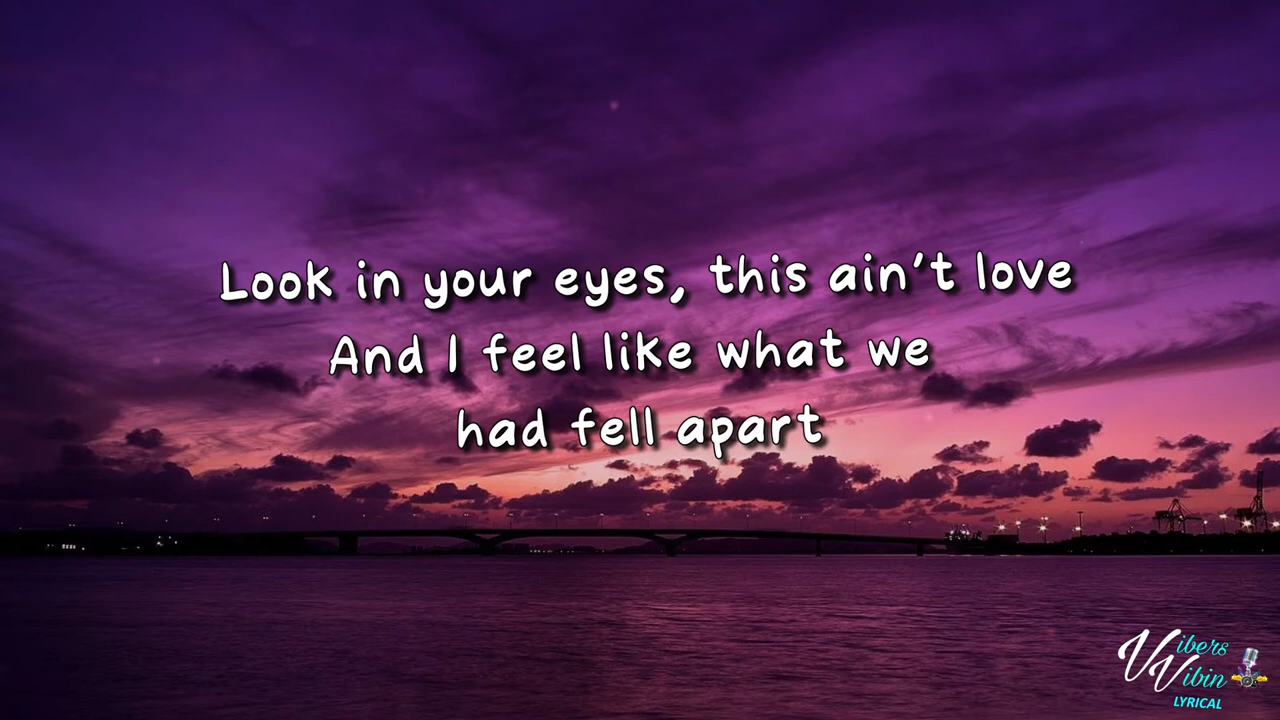 Look in your eyes, this ain't love
And I feel like what we
had fell apart
Vibers
Vibin
LYRICAL